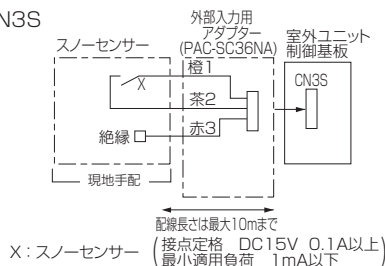 N3S
外部入力用
アダプター
(PAC-SC36NA)
スノーセンサー
室外ユニット
制御基板
橙1
X
CN3S
茶2
赤3
絶縁
現地手配
配線長さは最大10mまで
X:スノーセンサー (接点定格 DC15V 0.1A以上
最小適用負荷 1mA以下)